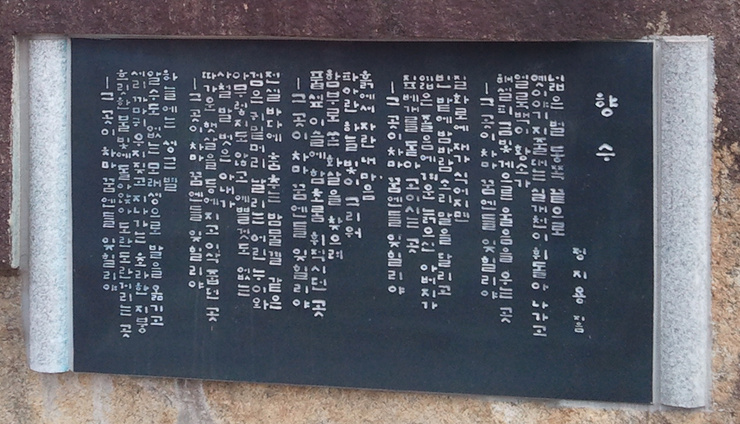 향수
정지용 지음
넓은 벌 동쪽 끝으로
옛이야기 지줄대는 실개천이 휘돌아 나가고
얼룩백이 황소가
해설피 금빛 게으른 울음을 우는 곳
－그 곳이 차마 꿈엔들 잊힐리야
질화로에 재가 식어지면
빈 밭에 밤바람 소리 말을 달리고
엷은 졸음에 겨운 늙으신 아버지가
짚베개를 돋아 고이시는 곳
－그 곳이 차마 꿈엔들 잊힐리야
흙에서 자란 내 마음
파아란 하늘 빛이 그리워
함부로 쏜 화살을 찾으려
풀섶 이슬에 함초롬 휘적시던 곳
－그 곳이 차마 꿈엔들 잊힐리야
전설바다에 춤추는 밤물결 같은
검은 귀밑머리 날리는 어린 누이와
아무렇지도 않고 예쁠것도 없는
사철 발 벗은 아내가
따가운 햇살을 등에 지고 이삭 줍던 곳
－그 곳이 차마 꿈엔들 잊힐리야
하늘에는 성근 별
알 수도 없는 모래성으로 발을 옮기고
서리 까마귀 우지짖고 지나가는 초라한 지붕
흐릿한 불빛에 돌아앉아 도란도란거리는 곳
－그 곳이 차마 꿈엔들 잊힐리야